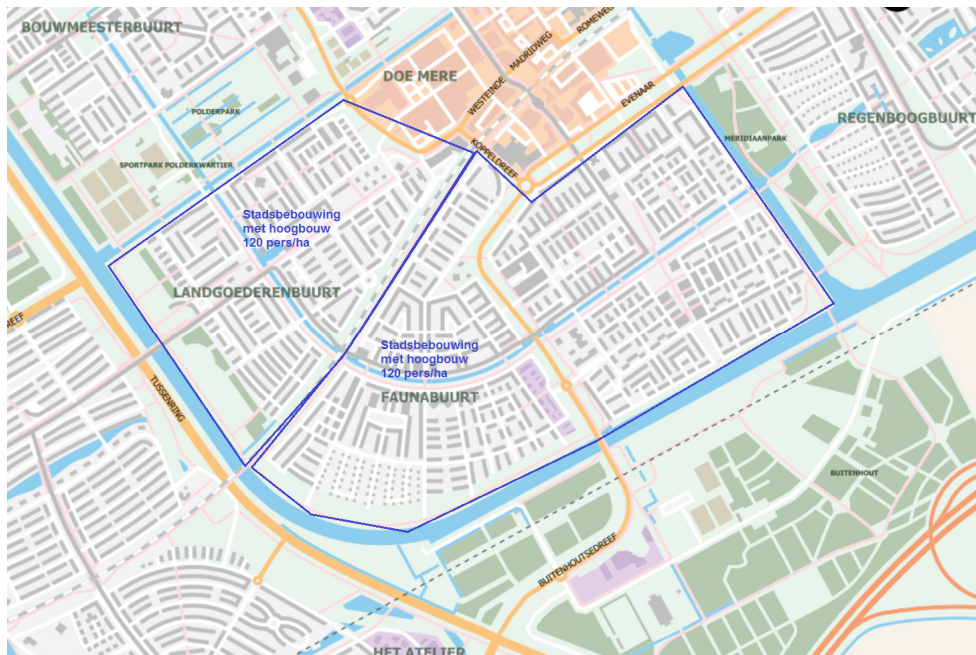 BOUWMEESTERBUURT
ROMEWEG
MADRIDWEG
DOE MERE
WESTEINDE
EVENAAR
POLDERPARK
REGENBOOGBUURT
MERIDIAANPARK
KOPPELDREEF
SPORTPARK POLDERKWARTIER
Stadsbebouwing
met hoogbouw
120 pers/ha
LANDGOEDERENBUURT
REEF
Stadsbebouwing
met hoogbouw
120 pers/ha
TUSSENRING
FAUNABUURT
BUITENHOUT
BUITENHOUTSEDREEF
HET ATELIER